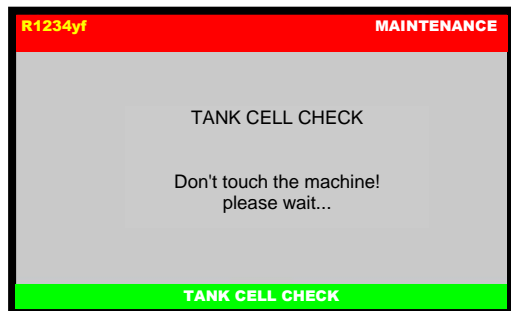 R1234yf
MAINTENANCE
TANK CELL CHECK
Don't touch the machine!
please wait...
TANK CELL CHECK